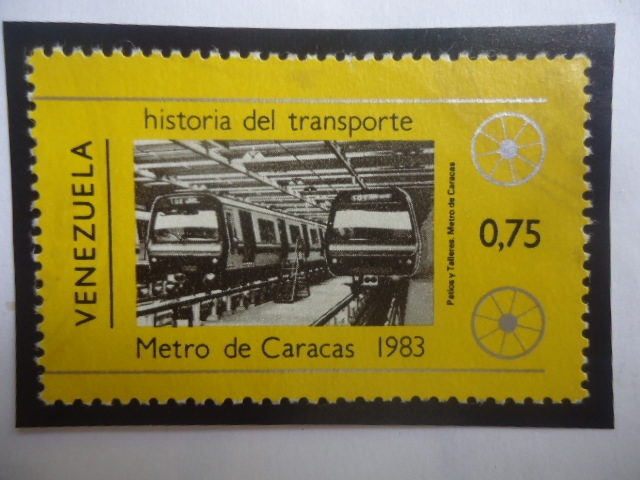 VENEZUELA
historia del transporte
Patios y Talleres. Metro de Caracas
0,75
Metro de Caracas 1983